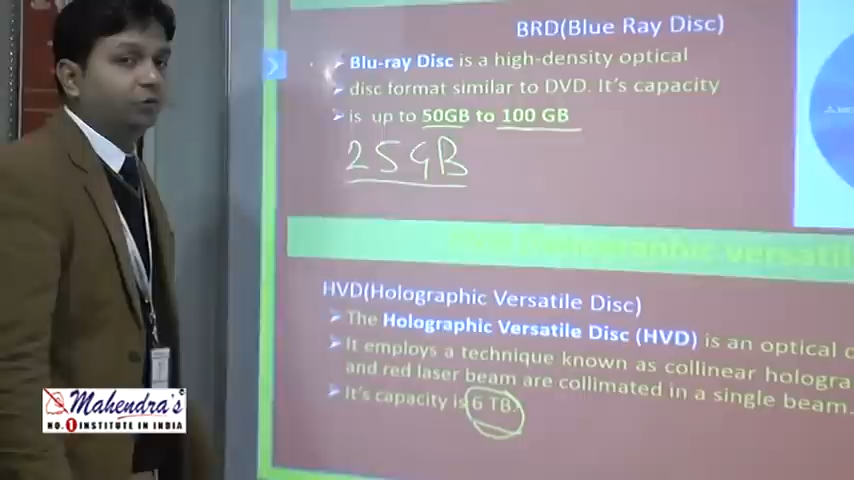 BRD(Blue Ray Disc)
➢ Blu-ray Disc is a high-density optical
➢ disc format similar to DVD. It's capacity
➢ is up to 50GB to 100 GB
25GB
versatile
HVD(Holographic Versatile Disc)
➢ The Holographic Versatile Disc (HVD) is an optical
➢ It employs a technique known as collinear hologra
and red laser beam are collimated in a single beam.
➢ It's capacity is 6 TB.
Mahendra's
NO. 1 INSTITUTE IN INDIA